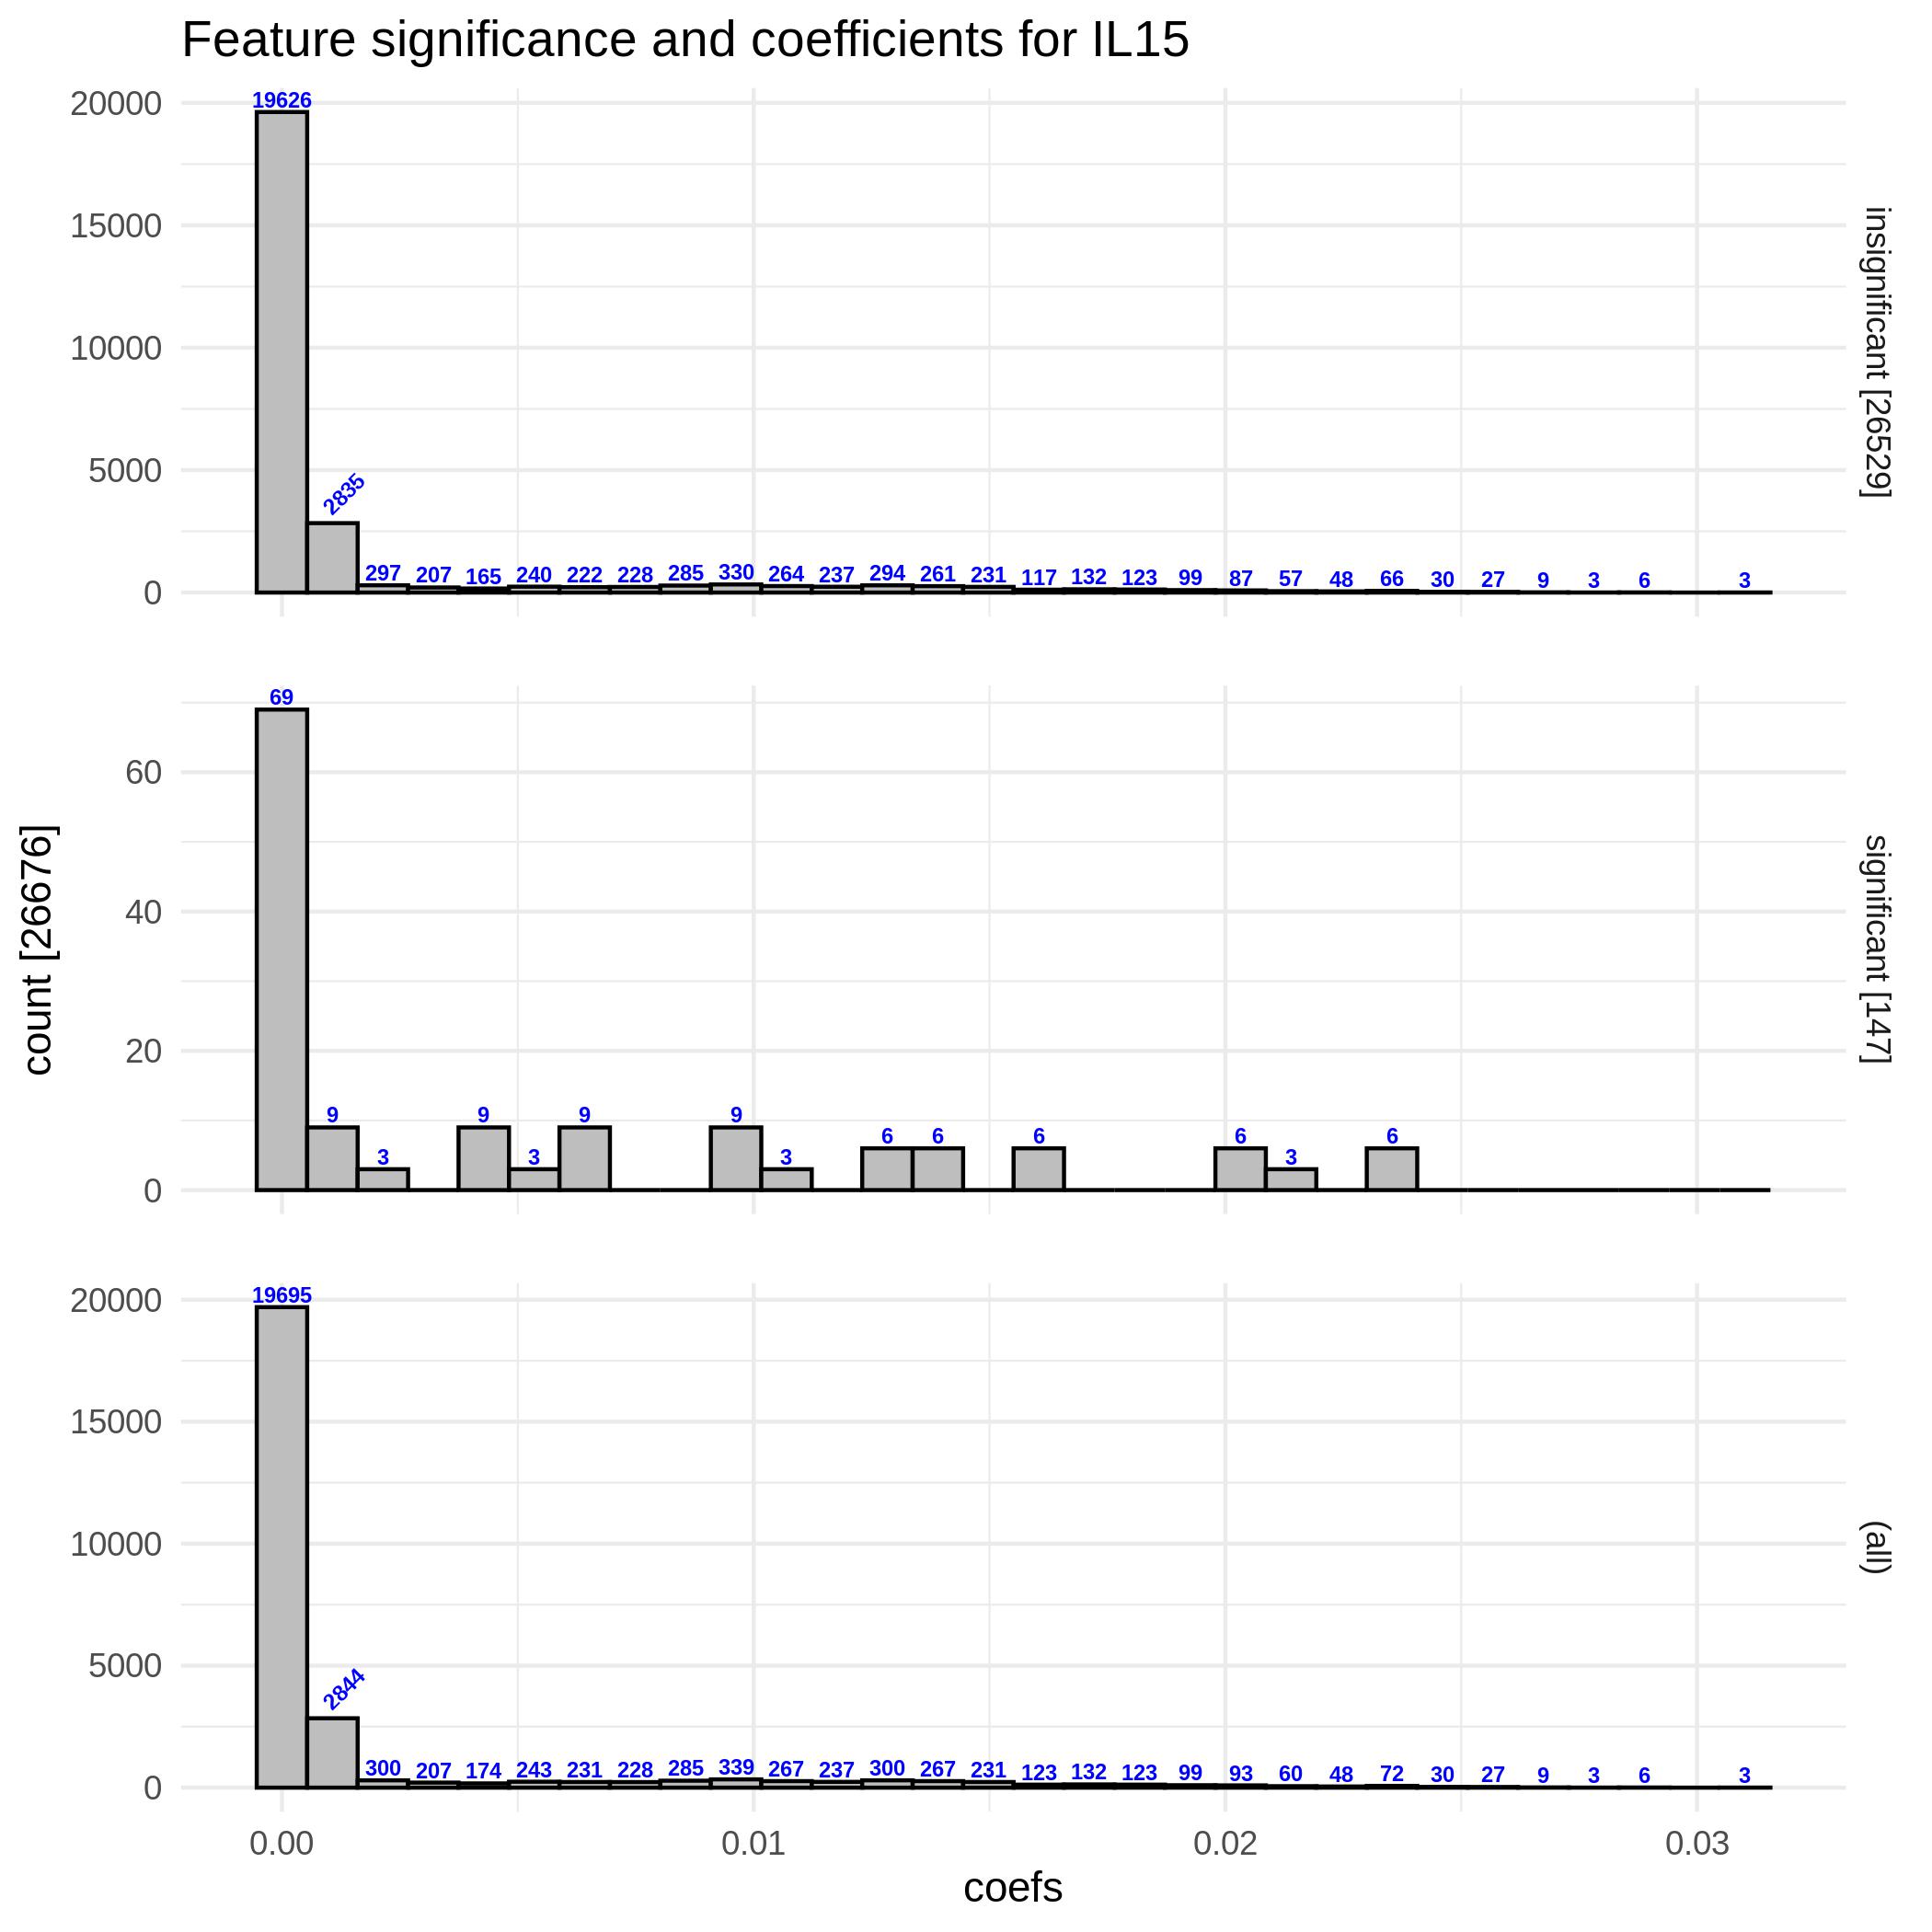 Feature significance and coefficients for IL15
count [26676]
20000
15000
10000
5000
0
19626
2835
297 207 165 240 222 228 285 330 264 237 294 261 231 117 132 123 99 87 57 48 66 30 27 9 3 6 3
insignificant [26529]
60
40
20
0
69
9 3 9 3 9 9 3 6 6 6 6 3 6
significant [147]
20000
15000
10000
5000
0
19695
2844
300 207 174 243 231 228 285 339 267 237 300 267 231 123 132 123 99 93 60 48 72 30 27 9 3 6 3
(all)
0.00 0.01 0.02 0.03
coefs